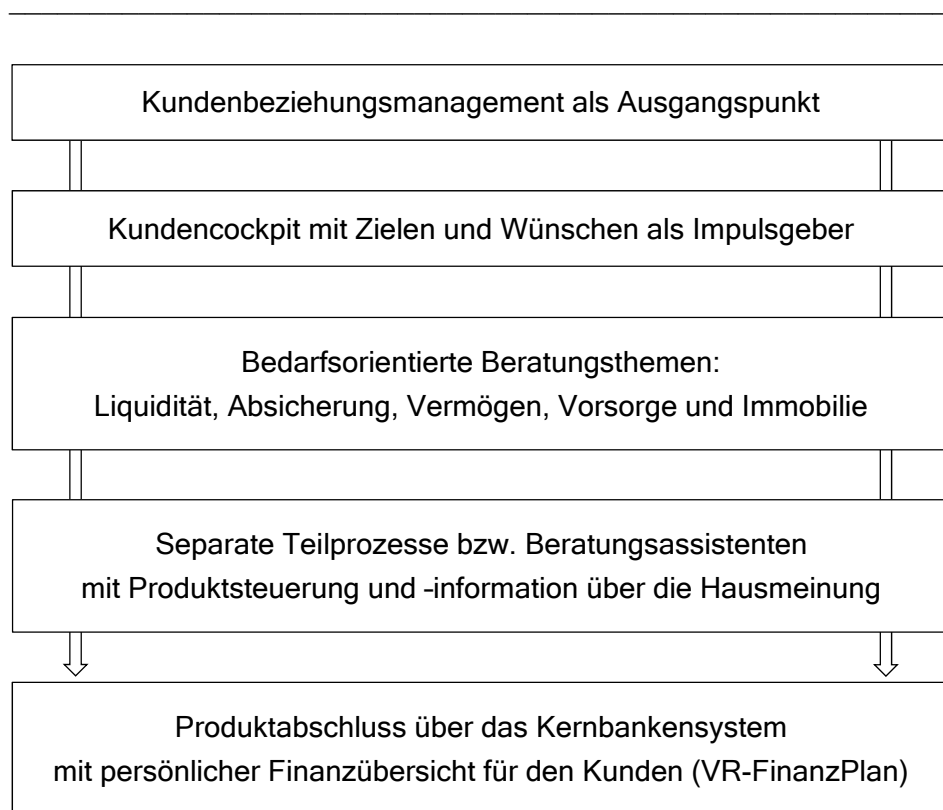 Kundenbeziehungsmanagement als Ausgangspunkt
Kundencockpit mit Zielen und Wünschen als Impulsgeber
Bedarfsorientierte Beratungsthemen:
Liquidität, Absicherung, Vermögen, Vorsorge und Immobilie
Separate Teilprozesse bzw. Beratungsassistenten
mit Produktsteuerung und -information über die Hausmeinung
Produktabschluss über das Kernbankensystem
mit persönlicher Finanzübersicht für den Kunden (VR-FinanzPlan)